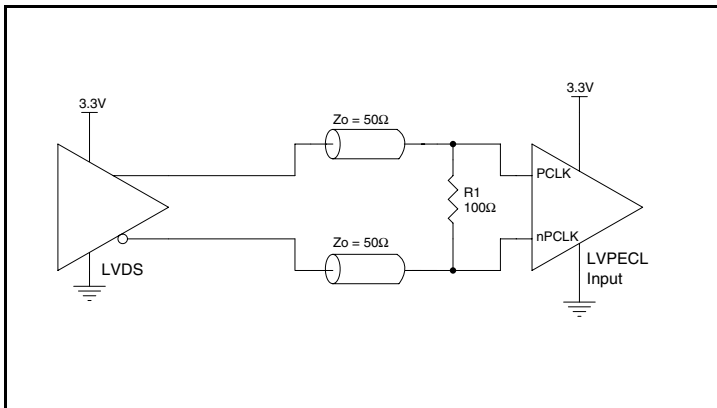 3.3V
3.3V
Zo = 50Ω
PCLK
R1
100Ω
Zo = 50Ω
nPCLK
LVDS
LVPECL
Input